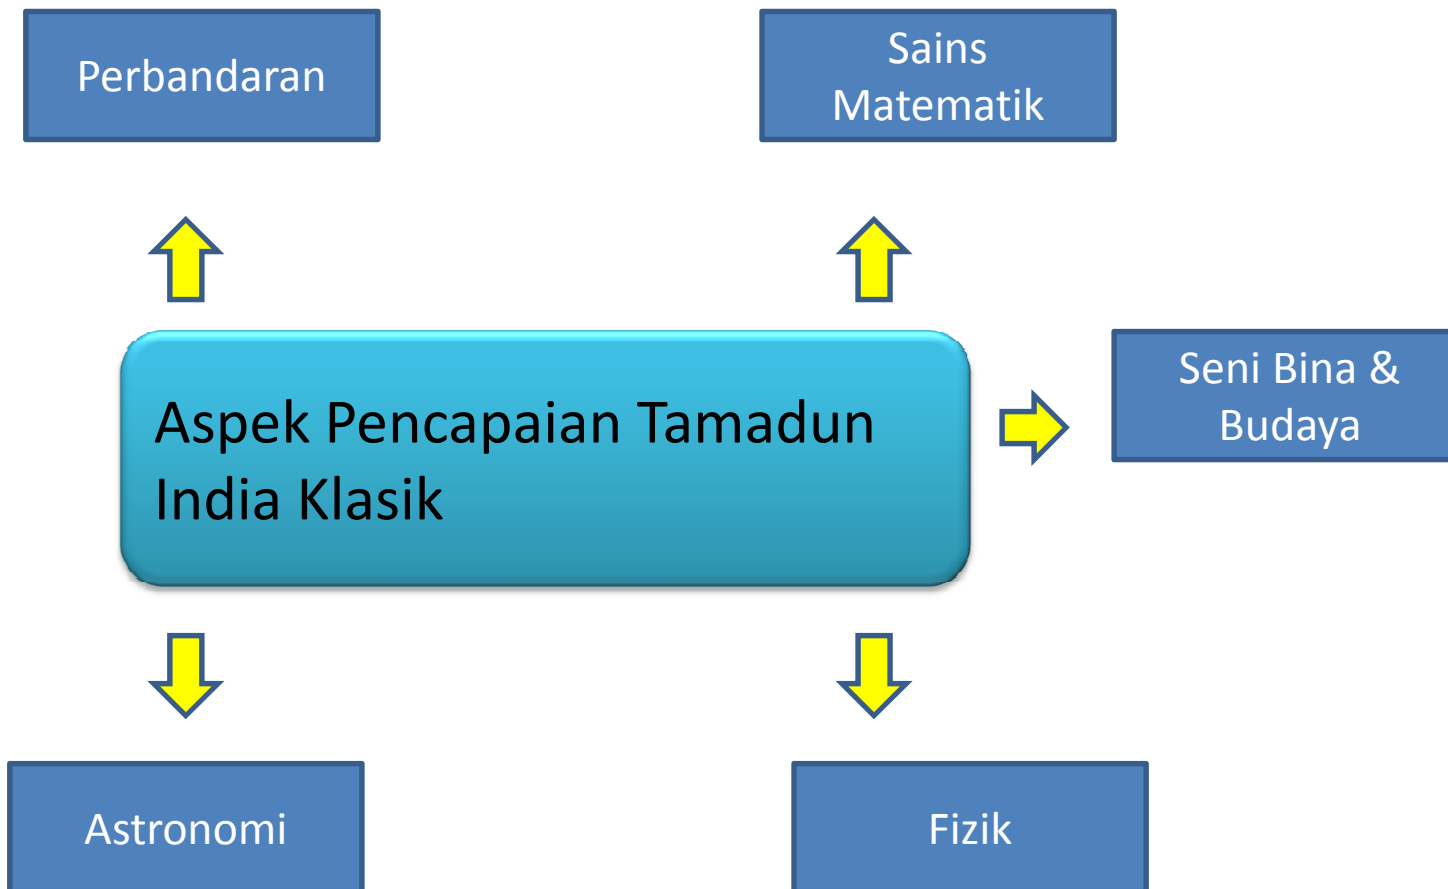 Perbandaran
Sains
Matematik
Aspek Pencapaian Tamadun
India Klasik
Seni Bina &
Budaya
Astronomi
Fizik